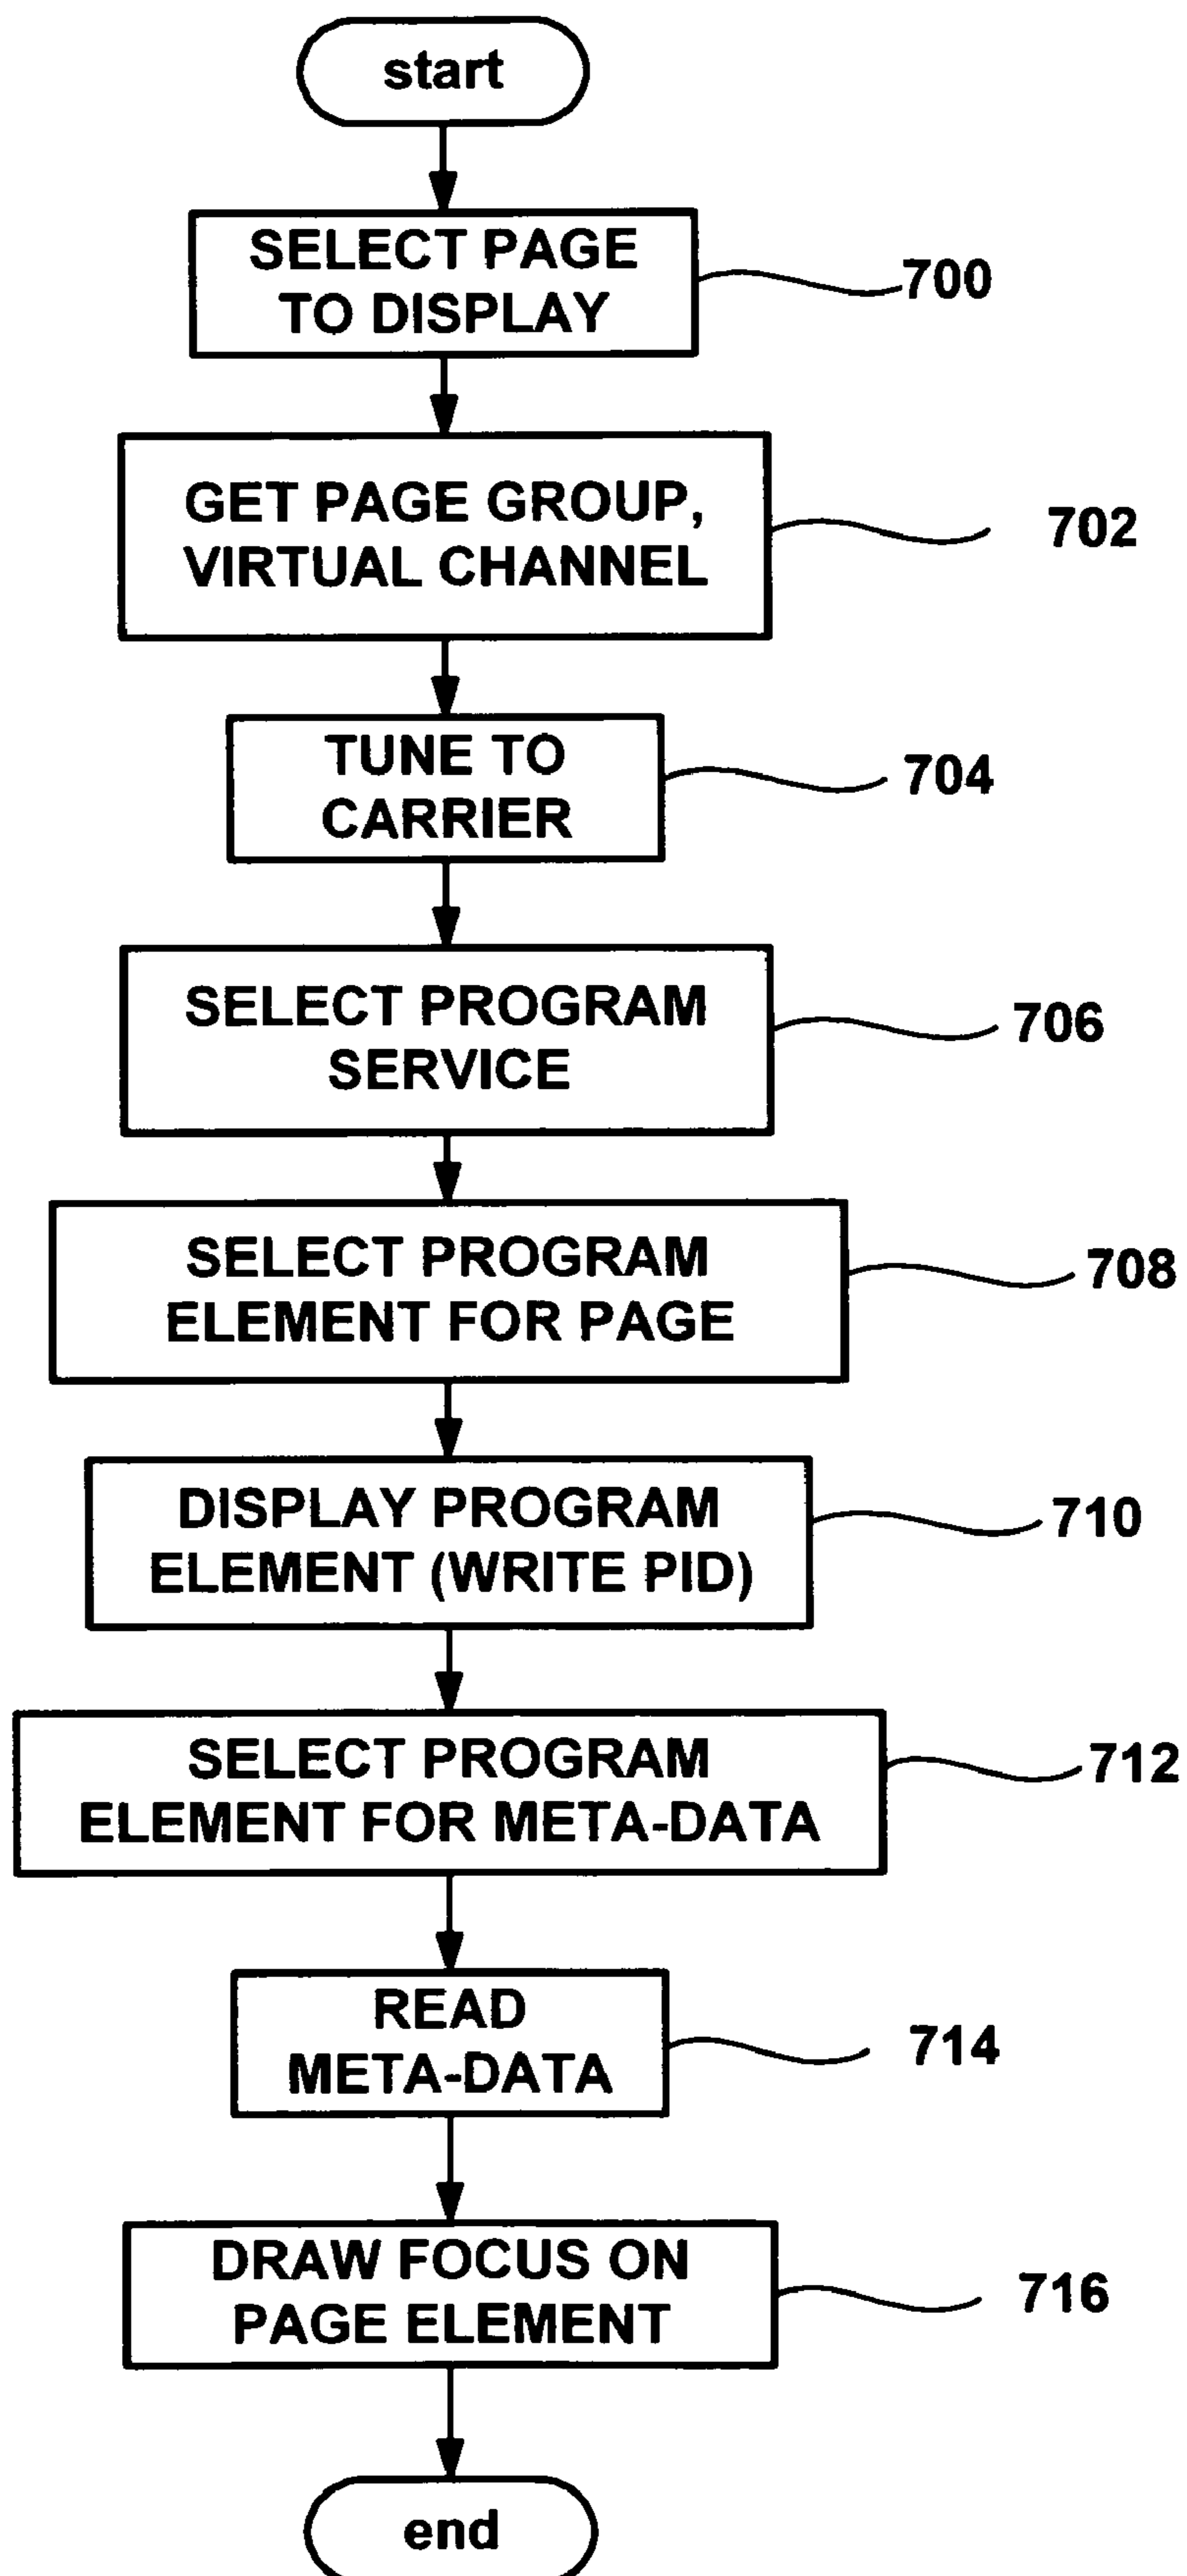 start
SELECT PAGE
TO DISPLAY
700
GET PAGE GROUP,
VIRTUAL CHANNEL
702
TUNE TO
CARRIER
704
SELECT PROGRAM
SERVICE
706
SELECT PROGRAM
ELEMENT FOR PAGE
708
DISPLAY PROGRAM
ELEMENT (WRITE PID)
710
SELECT PROGRAM
ELEMENT FOR META-DATA
712
READ
META-DATA
714
DRAW FOCUS ON
PAGE ELEMENT
716
end